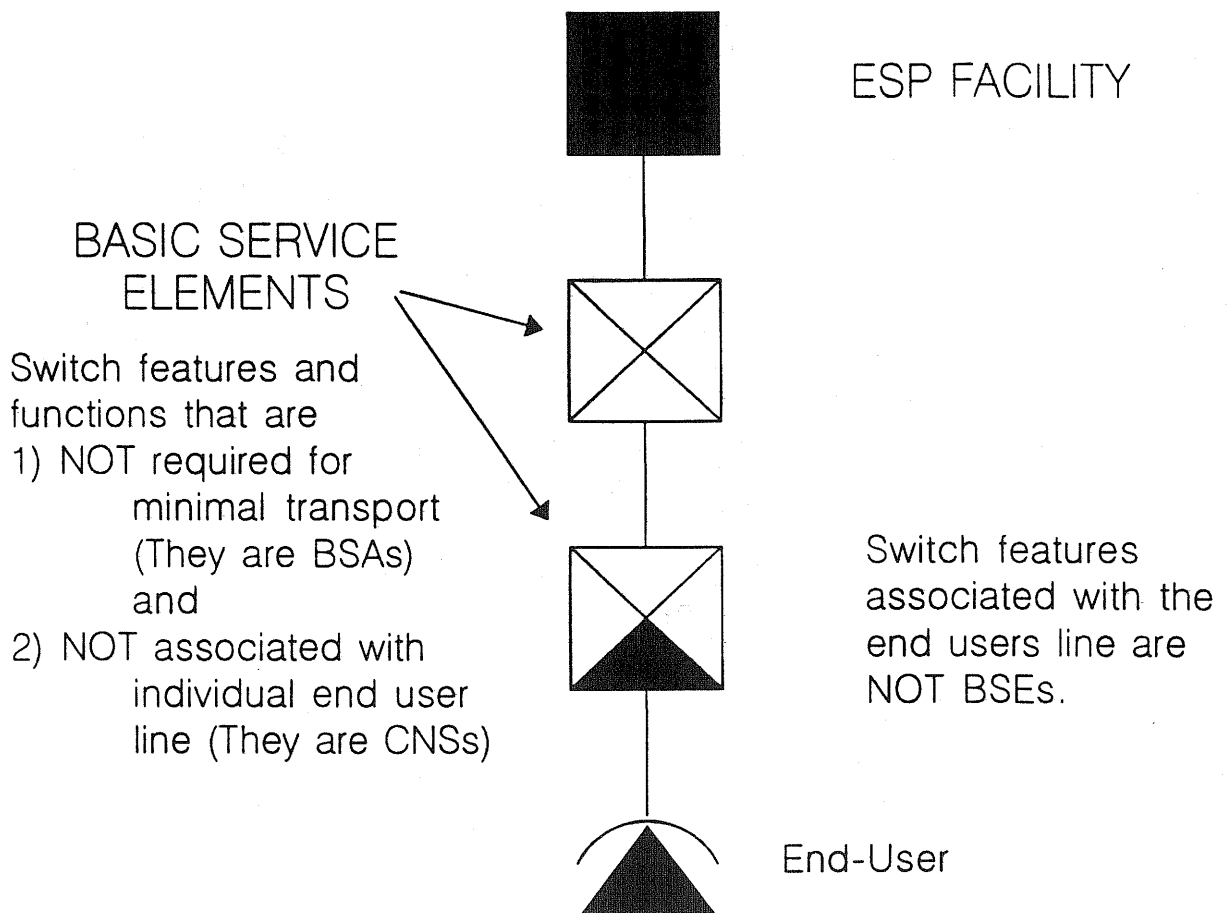 ESP FACILITY
BASIC SERVICE
ELEMENTS
Switch features and
functions that are
1) NOT required for
minimal transport
(They are BSAs)
and
2) NOT associated with
individual end user
line (They are CNSs)
Switch features
associated with the
end users line are
NOT BSEs.
End-User